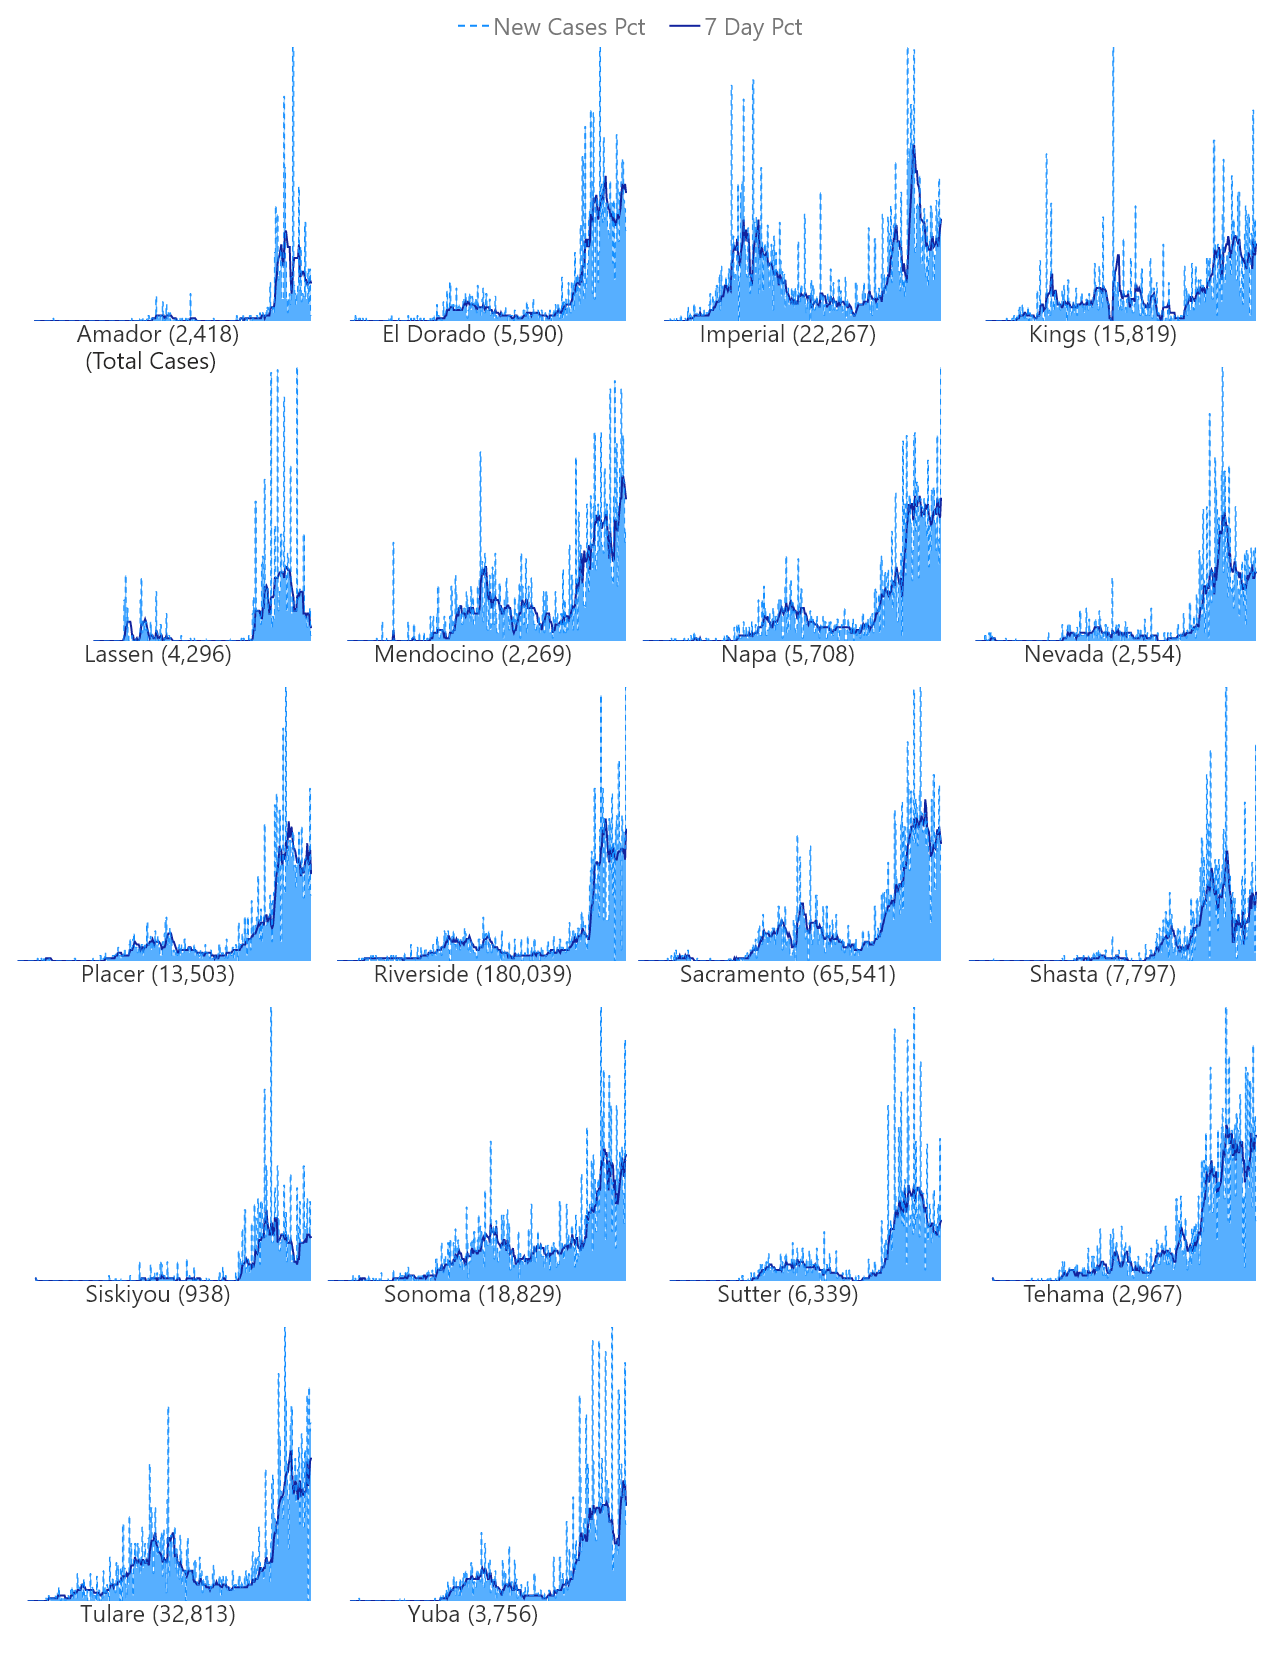 New Cases Pct 7 Day Pct
Amador (2,418) El Dorado (5,590) Imperial (22,267) Kings (15,819)
(Total Cases)
Lassen (4,296) Mendocino (2,269) Napa (5,708) Nevada (2,554)
Placer (13,503) Riverside (180,039) Sacramento (65,541) Shasta (7,797)
Siskiyou (938) Sonoma (18,829) Sutter (6,339) Tehama (2,967)
Tulare (32,813) Yuba (3,756)